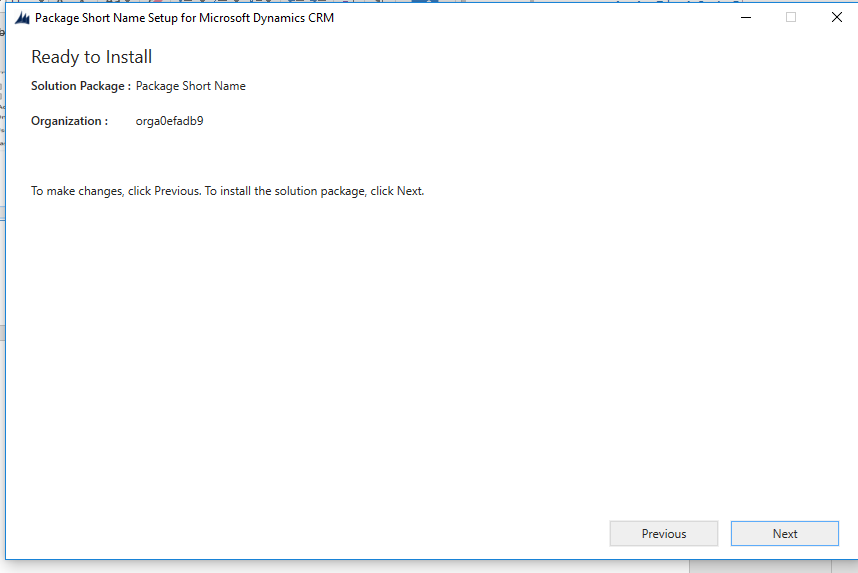 Package Short Name Setup for Microsoft Dynamics CRM
Ready to Install
Solution Package : Package Short Name
Organization : orga0efadb9
To make changes, click Previous. To install the solution package, click Next.
Previous Next